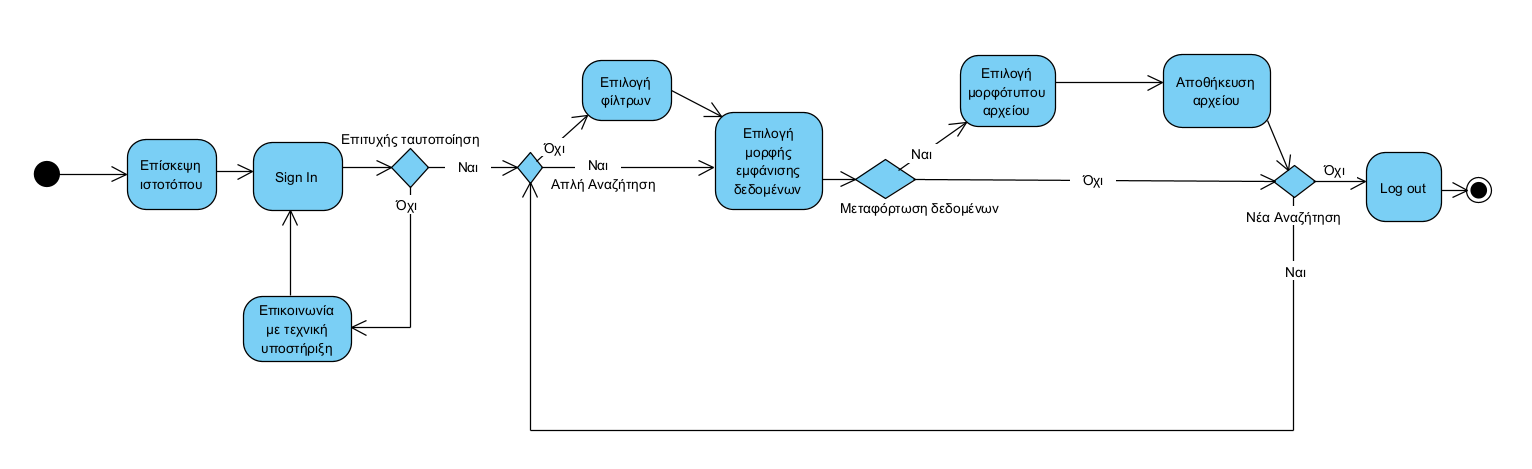 Επίσκεψη
ιστοτόπου
Sign In
Επιτυχής ταυτοποίηση
Ναι
Όχι
Επικοινωνία
με τεχνική
υποστήριξη
Όχι
Ναι
Απλή Αναζήτηση
Επιλογή
φίλτρων
Επιλογή
μορφής
εμφάνισης
δεδομένων
Μεταφόρτωση δεδομένων
Ναι
Όχι
Επιλογή
μορφότυπου
αρχείου
Αποθήκευση
αρχείου
Νέα Αναζήτηση
Όχι
Ναι
Log out